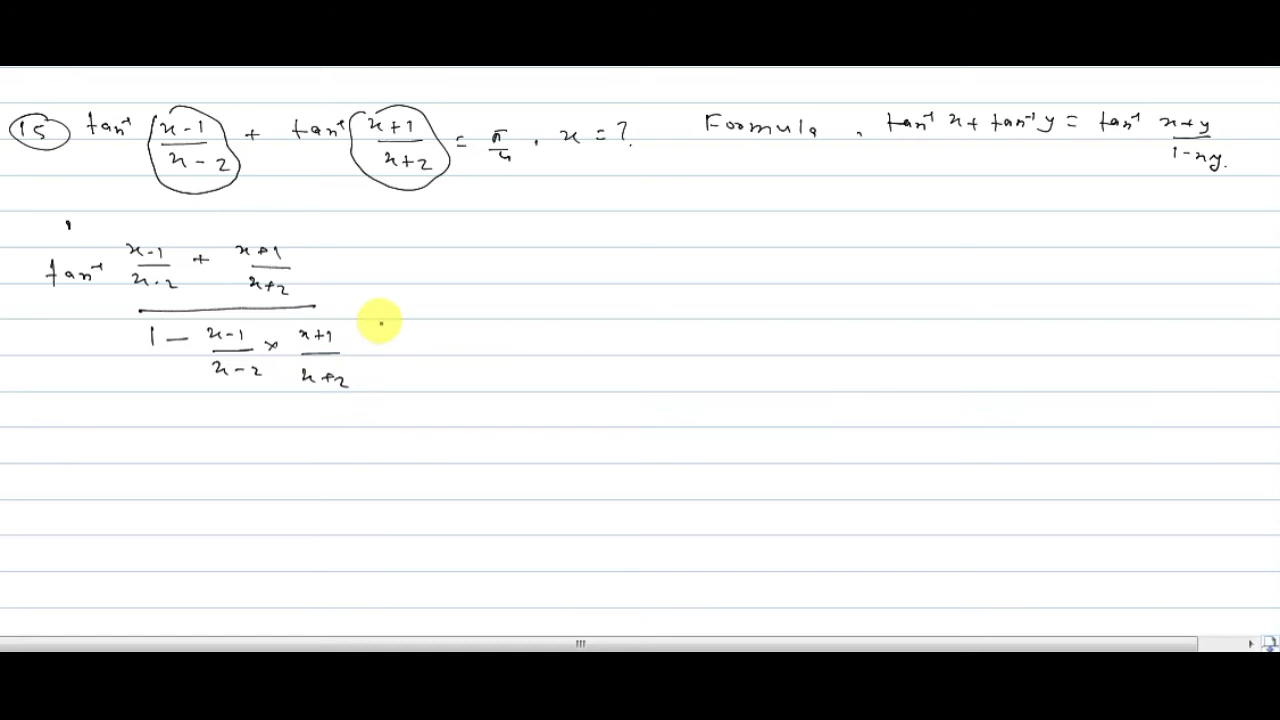 15 tan⁻¹ (x-1)/(x-2) + tan⁻¹ (x+1)/(x+2) = π/4 . x = ? Formula . tan⁻¹ x + tan⁻¹ y = tan⁻¹ (x+y)/(1-xy).
tan⁻¹ (x-1)/(x-2) + (x+1)/(x+2)
1 - (x-1)/(x-2) × (x+1)/(x+2)